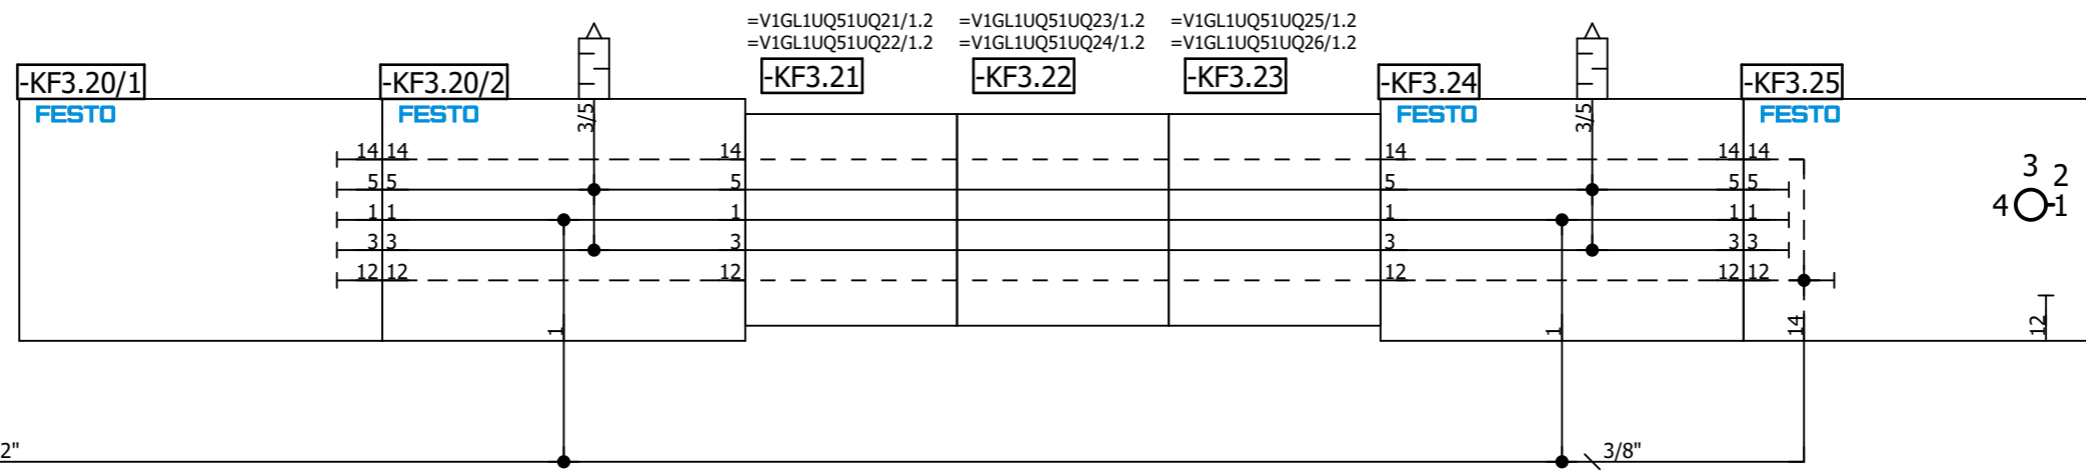 =V1GL1UQ51UQ21/1.2 =V1GL1UQ51UQ23/1.2 =V1GL1UQ51UQ25/1.2
=V1GL1UQ51UQ22/1.2 =V1GL1UQ51UQ24/1.2 =V1GL1UQ51UQ26/1.2
-KF3.20/1 -KF3.20/2 -KF3.21 -KF3.22 -KF3.23 -KF3.24 -KF3.25
FESTO FESTO 3/5 FESTO 3/5 FESTO
14 14 14 14 14 14
5 5 5 5 5 5
1 1 1 1 1 1
3 3 3 3 3 3
12 12 12 12 12 12
3 2
4 1
1 1 14 12
2" 3/8"